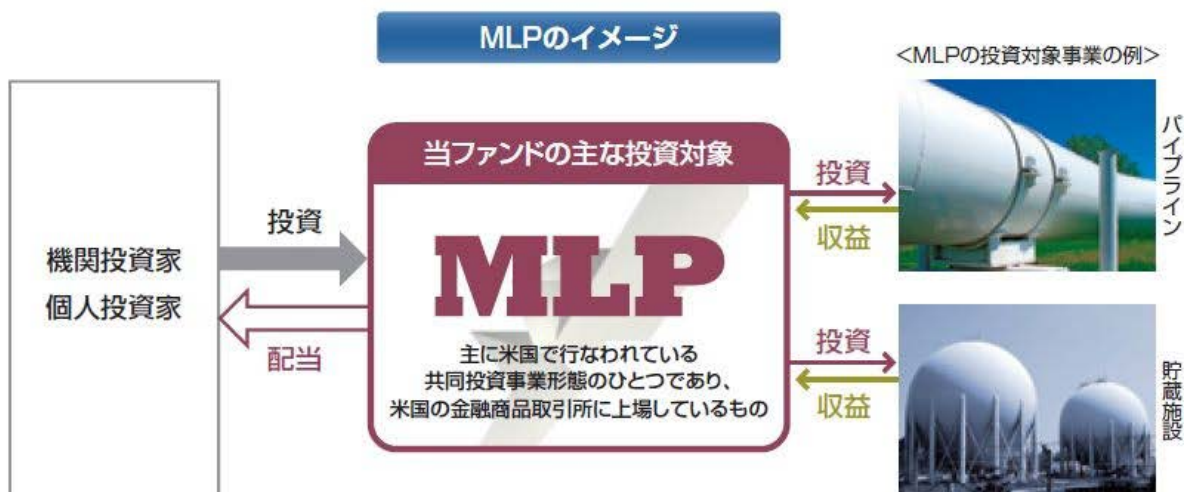 MLPのイメージ
<MLPの投資対象事業の例>
機関投資家
個人投資家
投資
配当
当ファンドの主な投資対象
MLP
主に米国で行なわれている
共同投資事業形態のひとつであり、
米国の金融商品取引所に上場しているもの
投資
収益
パイプライン
投資
収益
貯蔵施設